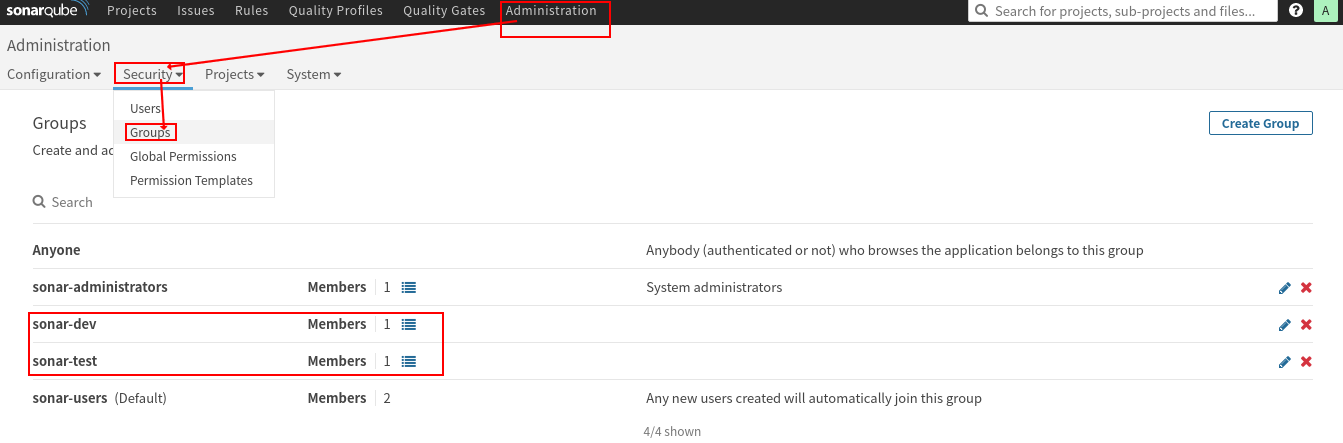 sonarqube Projects Issues Rules Quality Profiles Quality Gates Administration Search for projects, sub-projects and files... ? A
Administration
Configuration Security Projects System
Users
Groups
Global Permissions
Permission Templates
Groups Create Group
Create and ad
Search
Anyone Anybody (authenticated or not) who browses the application belongs to this group
sonar-administrators Members 1 System administrators
sonar-dev Members 1
sonar-test Members 1
sonar-users (Default) Members 2 Any new users created will automatically join this group
4/4 shown